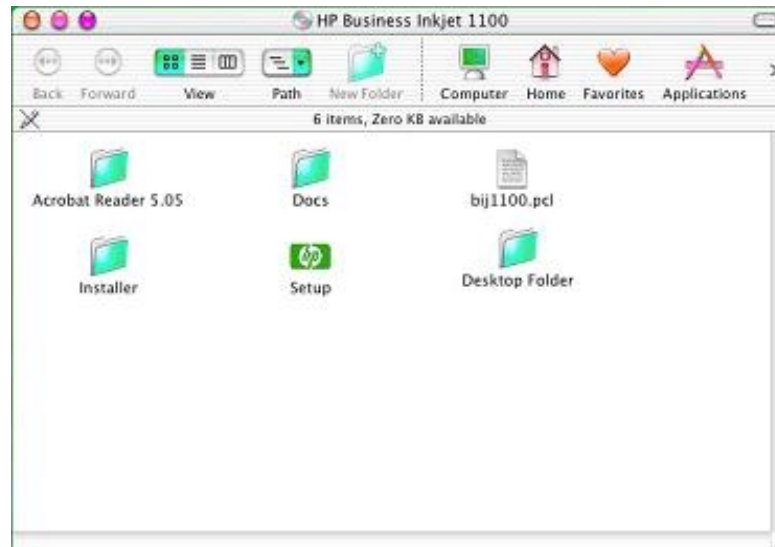 HP Business Inkjet 1100
Back Forward View Path New Folder Computer Home Favorites Applications
6 items, Zero KB available
Acrobat Reader 5.05 Docs bij1100.pcl
Installer hp Setup Desktop Folder